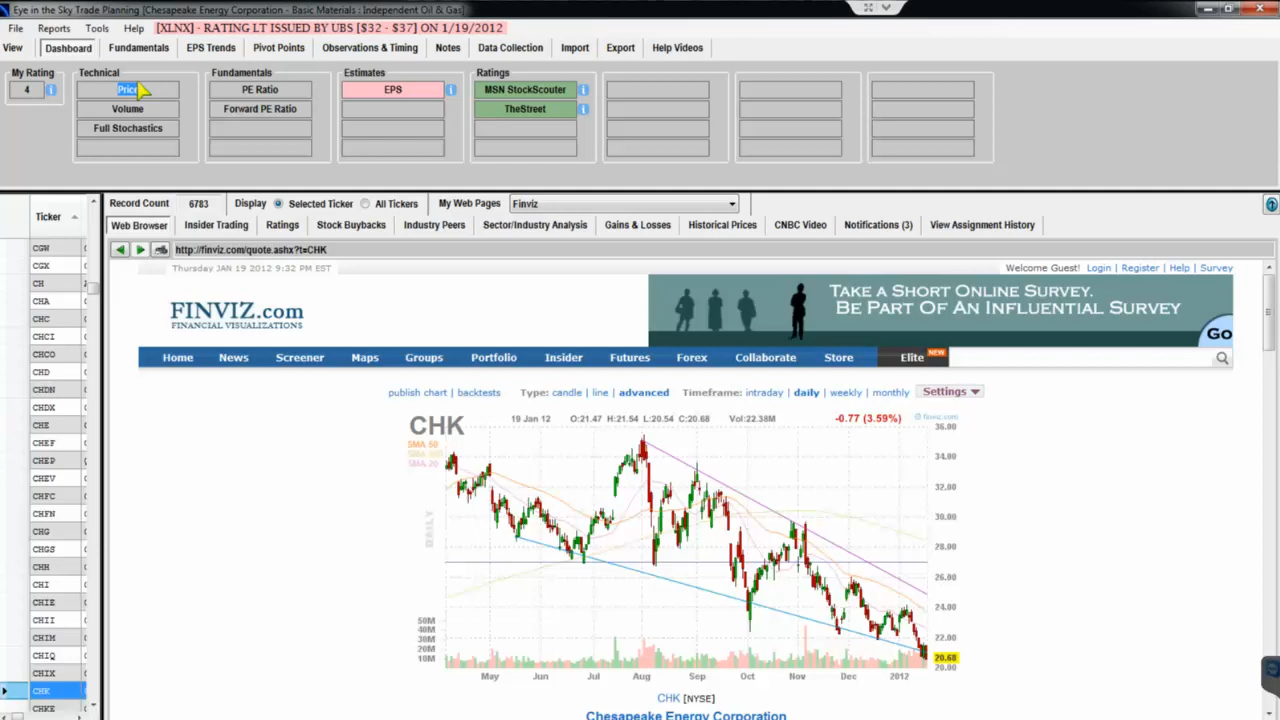 Eye in the Sky Trade Planning [Chesapeake Energy Corporation - Basic Materials : Independent Oil & Gas]
File Reports Tools Help [XLNX] - RATING LT ISSUED BY UBS [$32 - $37] ON 1/19/2012
View Dashboard Fundamentals EPS Trends Pivot Points Observations & Timing Notes Data Collection Import Export Help Videos
My Rating Technical Fundamentals Estimates Ratings
4 Price PE Ratio EPS MSN StockScouter
Volume Forward PE Ratio TheStreet
Full Stochastics
Record Count 6783 Display Selected Ticker All Tickers My Web Pages Finviz
Ticker
Web Browser Insider Trading Ratings Stock Buybacks Industry Peers Sector/Industry Analysis Gains & Losses Historical Prices CNBC Video Notifications (3) View Assignment History
http://finviz.com/quote.ashx?t=CHK
Thursday JAN 19 2012 9:32 PM EST
Welcome Guest! Login | Register | Help | Survey
CGW
CGX
CH
CHA
CHC
CHCI
CHCO
CHD
CHDN
CHDX
CHE
CHEF
CHEP
CHEV
CHFC
CHFN
CHG
CHGS
CHH
CHI
CHIE
CHII
CHIM
CHIQ
CHIX
CHK
CHKE
FINVIZ.com
FINANCIAL VISUALIZATIONS
TAKE A SHORT ONLINE SURVEY.
BE PART OF AN INFLUENTIAL SURVEY
Go
Home News Screener Maps Groups Portfolio Insider Futures Forex Collaborate Store Elite NEW
publish chart | backtests Type: candle | line | advanced Timeframe: intraday | daily | weekly | monthly Settings
CHK 19 Jan 12 O:21.47 H:21.54 L:20.54 C:20.68 Vol:22.38M -0.77 (3.59%) © finviz.com
SMA 50
SMA 200
SMA 20
DAILY
36.00
34.00
32.00
30.00
28.00
26.00
24.00
22.00
20.68
20.00
50M
40M
30M
20M
10M
May Jun Jul Aug Sep Oct Nov Dec 2012
CHK [NYSE]
Chesapeake Energy Corporation